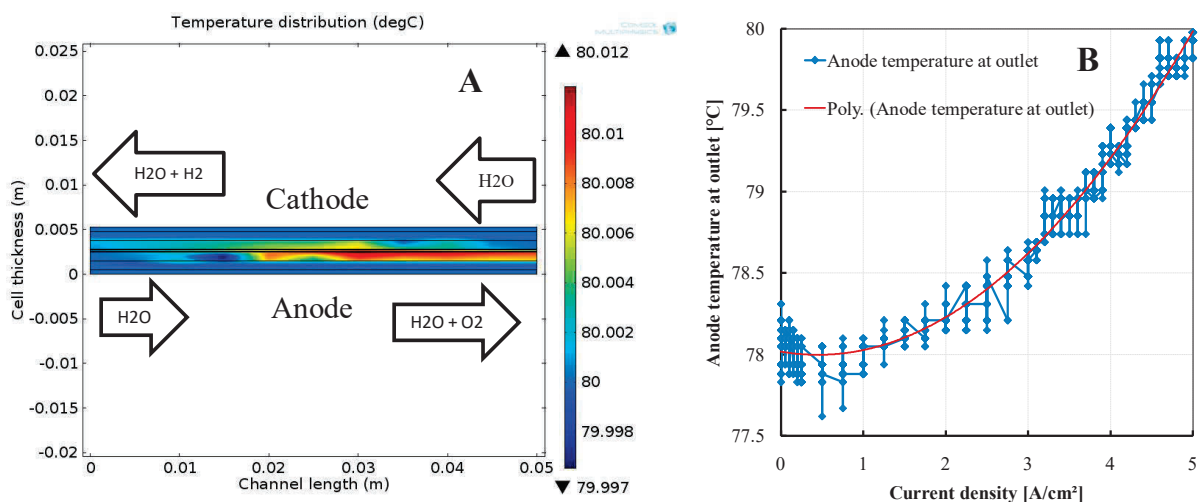 Temperature distribution (degC)
COMSOL
MULTIPHYSICS
Cell thickness (m)
0.025
0.02
0.015
0.01
0.005
0
-0.005
-0.01
-0.015
-0.02
A
H2O + H2
H2O
Cathode
Anode
H2O
H2O + O2
0
0.01
0.02
0.03
0.04
0.05
Channel length (m)
▲ 80.012
80.01
80.008
80.006
80.004
80.002
80
79.998
▼ 79.997
B
Anode temperature at outlet
Poly. (Anode temperature at outlet)
Anode temperature at outlet [°C]
80
79.5
79
78.5
78
77.5
0
1
2
3
4
5
Current density [A/cm²]